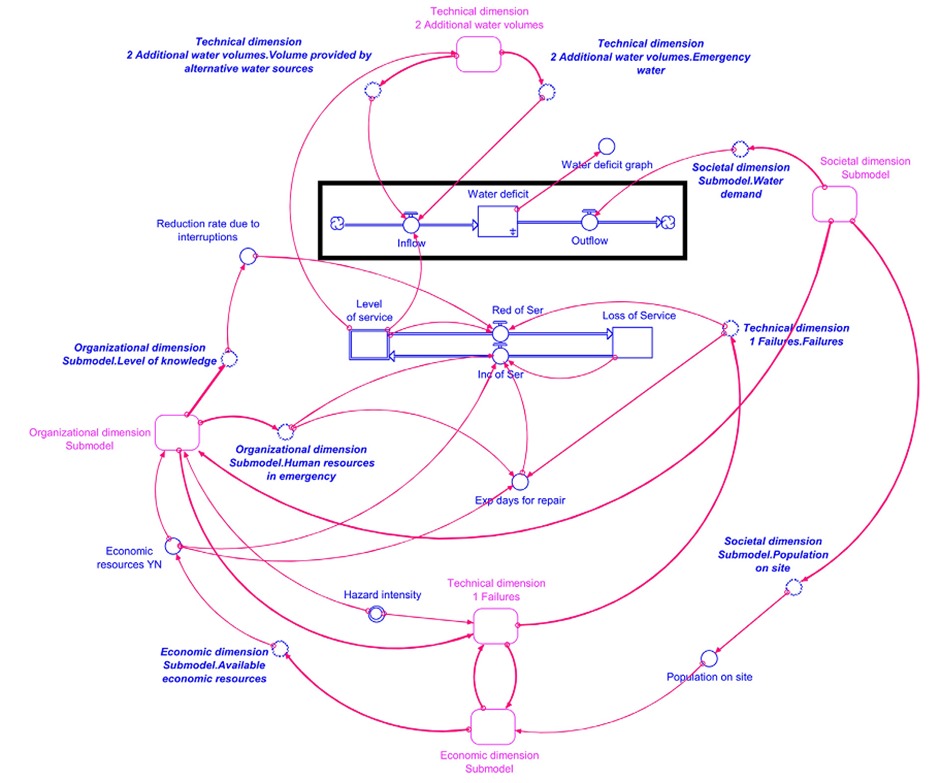 Technical dimension
2 Additional water volumes
Technical dimension
2 Additional water volumes.Volume provided by
alternative water sources
Technical dimension
2 Additional water volumes.Emergency
water
Water deficit graph
Societal dimension
Submodel.Water
demand
Societal dimension
Submodel
Water deficit
Inflow
Outflow
Reduction rate due to
interruptions
Level
of service
Red of Ser
Loss of Service
Inc of Ser
Technical dimension
1 Failures.Failures
Organizational dimension
Submodel.Level of knowledge
Organizational dimension
Submodel
Organizational dimension
Submodel.Human resources
in emergency
Exp days for repair
Economic
resources YN
Societal dimension
Submodel.Population
on site
Hazard intensity
Technical dimension
1 Failures
Economic dimension
Submodel.Available
economic resources
Population on site
Economic dimension
Submodel